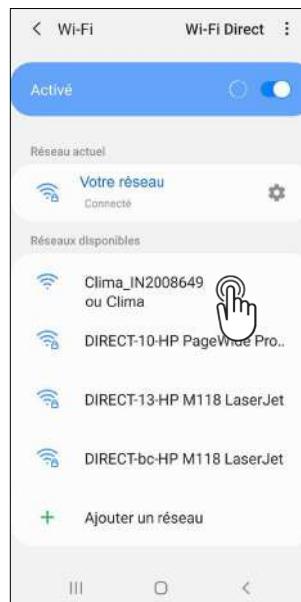 Wi-Fi Wi-Fi Direct
Activé
Réseau actuel
Votre réseau
Connecté
Réseaux disponibles
Clima_IN2008649
ou Clima
DIRECT-10-HP PageWide Pro..
DIRECT-13-HP M118 LaserJet
DIRECT-bc-HP M118 LaserJet
Ajouter un réseau